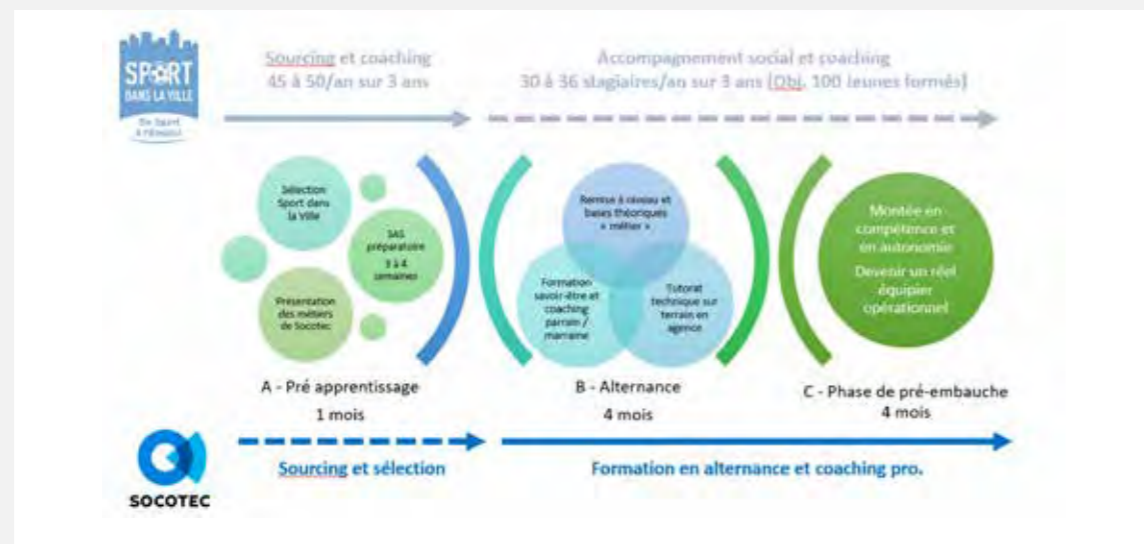 SPORT
DANS LA VILLE
Sourcing et coaching
45 à 50/an sur 3 ans
Accompagnement social et coaching
30 à 36 stagiaires/an sur 3 ans (Obj. 100 jeunes formés)
Sélection
Sport dans
la Ville
SAS
préparatoire
3 à 4
semaines
Présentation
des métiers
de Socotec
Remise à niveau et
bases théoriques
« métier »
Formation
savoir-être et
coaching
parrain /
marraine
Tutorat
technique sur
terrain en
agence
Montée en
compétence et
en autonomie
Devenir un réel
équipier
opérationnel
A - Pré apprentissage
1 mois
B - Alternance
4 mois
C - Phase de pré-embauche
4 mois
SOCOTEC
Sourcing et sélection
Formation en alternance et coaching pro.